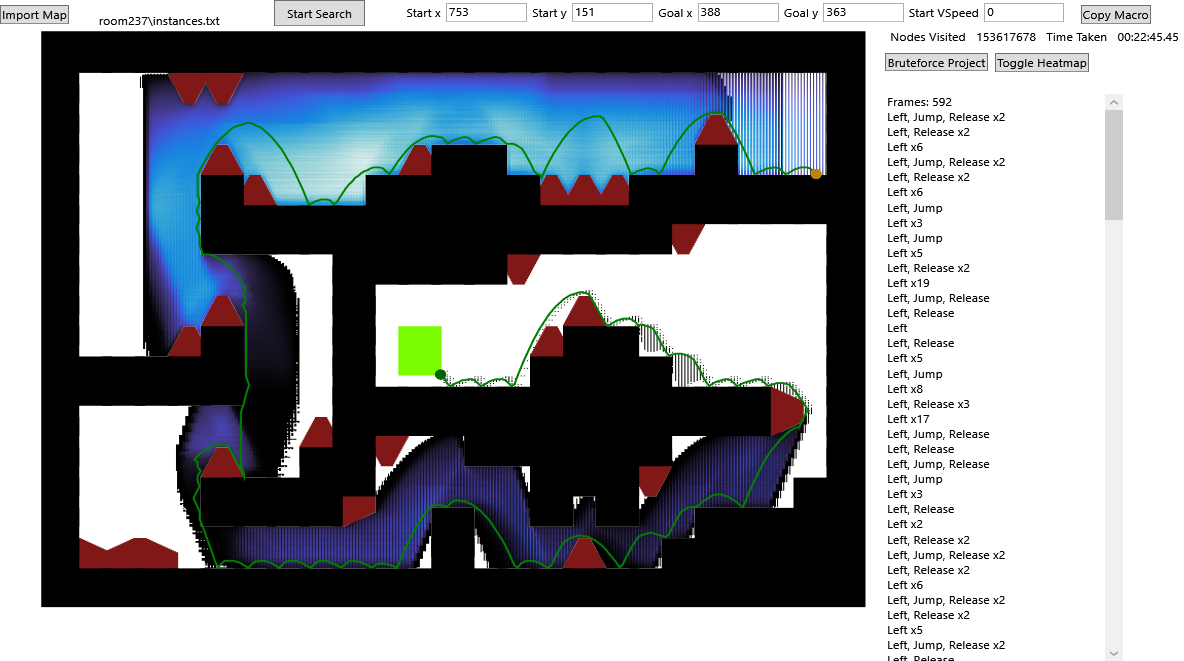 Import Map
room237\instances.txt
Start Search
Start x 753 Start y 151 Goal x 388 Goal y 363 Start VSpeed 0
Copy Macro
Nodes Visited 153617678 Time Taken 00:22:45.45
Bruteforce Project Toggle Heatmap
Frames: 592
Left, Jump, Release x2
Left, Release x2
Left x6
Left, Jump, Release x2
Left, Release x2
Left x6
Left, Jump
Left x3
Left, Jump
Left x5
Left, Release x2
Left x19
Left, Jump, Release
Left, Release
Left
Left, Release
Left x5
Left, Jump
Left x8
Left, Release x3
Left x17
Left, Jump, Release
Left, Release
Left, Jump, Release
Left, Jump
Left x3
Left, Release
Left x2
Left, Release x2
Left, Jump, Release x2
Left, Release x2
Left x6
Left, Jump, Release x2
Left, Release x2
Left x5
Left, Jump, Release x2
Left, Release